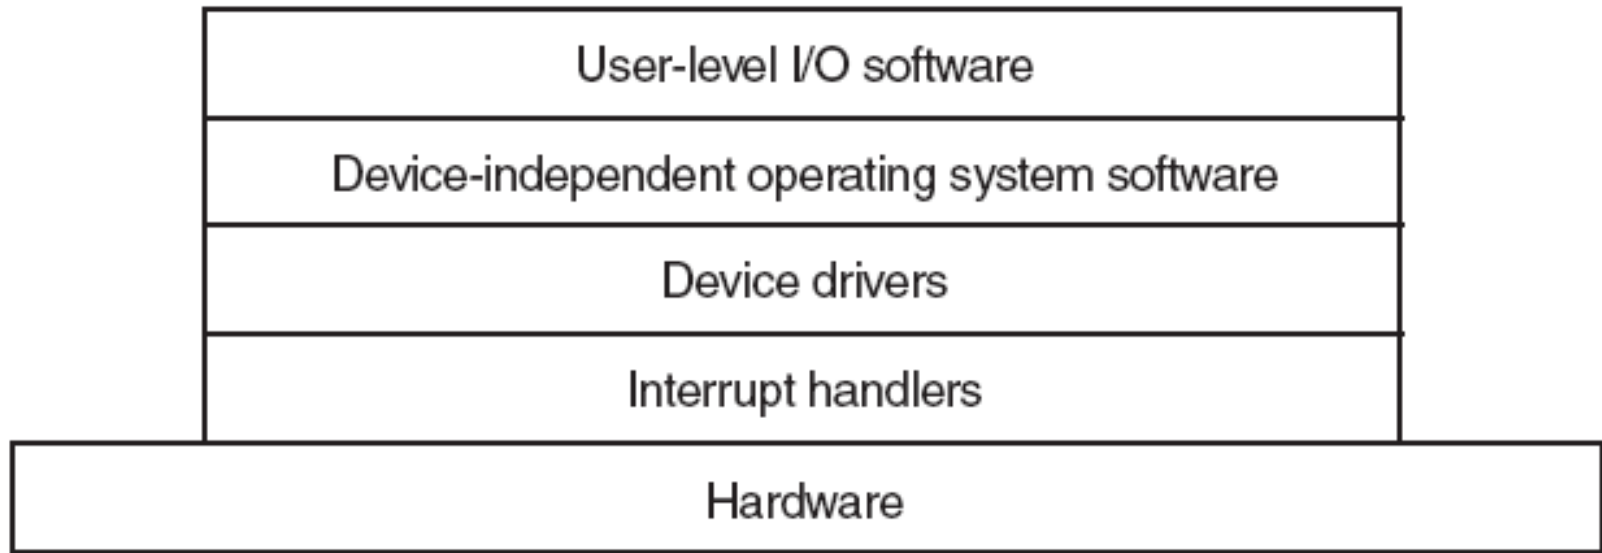 User-level I/O software
Device-independent operating system software
Device drivers
Interrupt handlers
Hardware